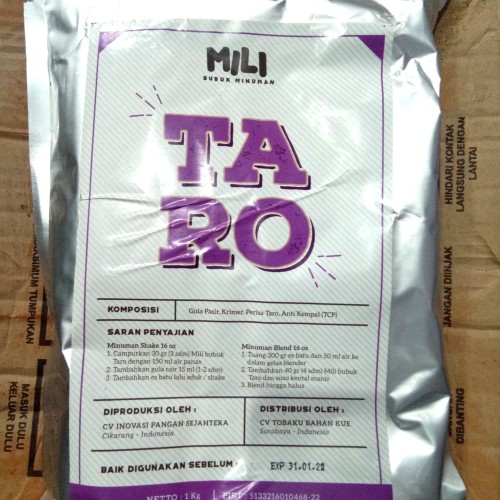 MILI
BUBUK MINUMAN
TA
RO
KOMPOSISI
Gula Pasir, Krimer, Perisa Taro, Anti Kempal (TCP)
SARAN PENYAJIAN
Minuman Shake 16 oz
1. Campurkan 30 gr (3 sdm) Mili bubuk
Taro dengan 150 ml air panas
2. Tambahkan gula cair 15 ml (1-2 sdm)
3. Tambahkan es batu lalu aduk / shake
Minuman Blend 16 oz
1. Tuang 200 gr es batu dan 50 ml air ke
dalam gelas blender
2. Tambahkan 40 gr (4 sdm) Mili bubuk
Taro dan susu kental manis
3. Blend hingga halus
DIPRODUKSI OLEH :
CV INOVASI PANGAN SEJAHTERA
Cikarang - Indonesia
DISTRIBUSI OLEH :
CV TOBAKU BAHAN KUE
Surabaya - Indonesia
BAIK DIGUNAKAN SEBELUM :
EXP 31.01.22
NETTO : 1 Kg
PIRT : 5133216010468-22
HINDARI KONTAK
LANGSUNG DENGAN
LANTAI
JANGAN DIINJAK
DIBANTING
MAKSIMUM TUMPUKAN
MASUK DULU
KELUAR DULU